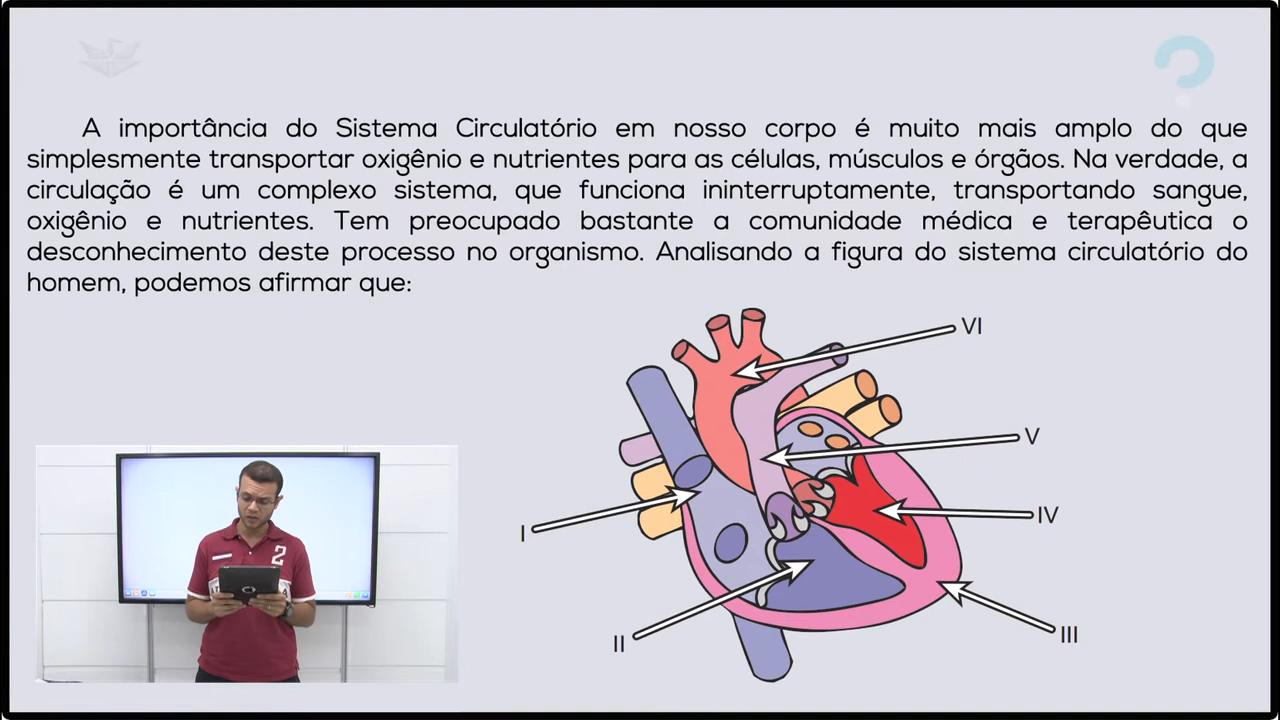 A importância do Sistema Circulatório em nosso corpo é muito mais amplo do que
simplesmente transportar oxigênio e nutrientes para as células, músculos e órgãos. Na verdade, a
circulação é um complexo sistema, que funciona ininterruptamente, transportando sangue,
oxigênio e nutrientes. Tem preocupado bastante a comunidade médica e terapêutica o
desconhecimento deste processo no organismo. Analisando a figura do sistema circulatório do
homem, podemos afirmar que:
VI
V
IV
I
III
II
2
?